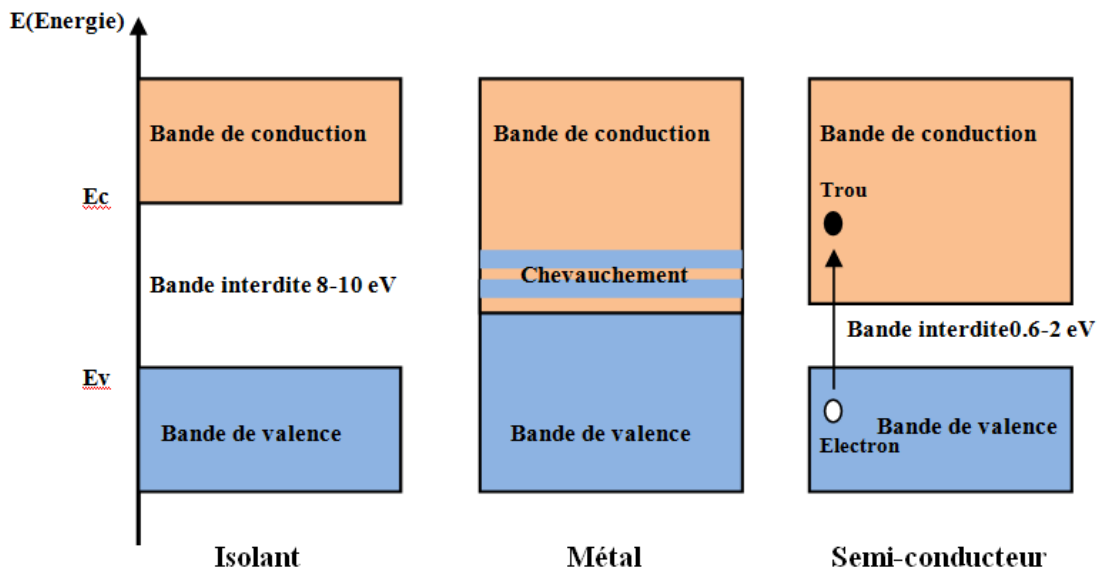 E(Energie)
Bande de conduction
Bande de conduction
Bande de conduction
Ec
Trou
Bande interdite 8-10 eV
Chevauchement
Bande interdite0.6-2 eV
Ev
Bande de valence
Bande de valence
Bande de valence
Electron
Isolant
Métal
Semi-conducteur